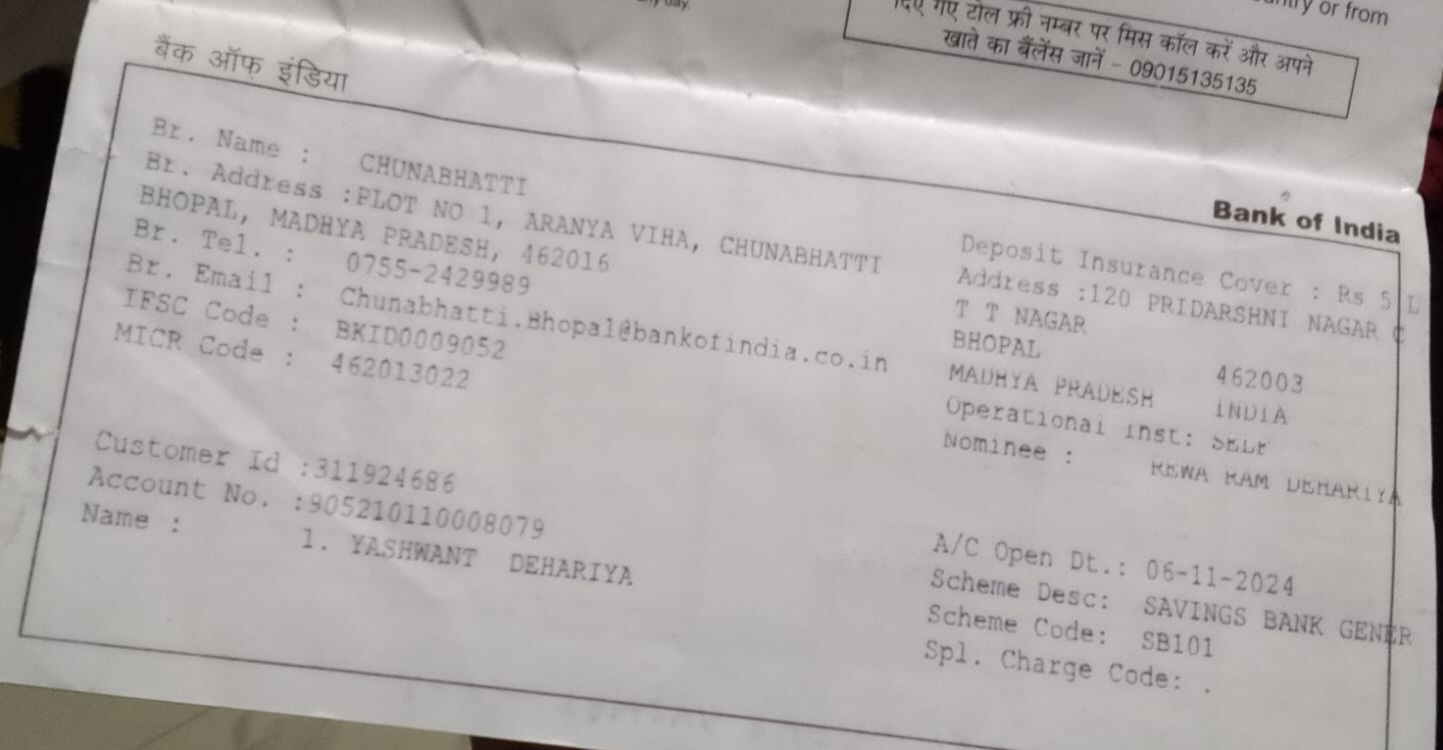 or from
दिए गए टोल फ्री नम्बर पर मिस कॉल करें और अपने
खाते का बैंलेंस जानें - 09015135135
बैंक ऑफ़ इंडिया
Bank of India
Br. Name : CHUNABHATTI
Br. Address :PLOT NO 1, ARANYA VIHA, CHUNABHATTI
BHOPAL, MADHYA PRADESH, 462016
Br. Tel. : 0755-2429989
Br. Email : Chunabhatti.Bhopal@bankofindia.co.in
IFSC Code : BKID0009052
MICR Code : 462013022
Customer Id :311924686
Account No. :905210110008079
Name : 1. YASHWANT DEHARIYA
Deposit Insurance Cover : Rs 5 L
Address :120 PRIDARSHNI NAGAR C
T T NAGAR
BHOPAL 462003
MADHYA PRADESH INDIA
Operational Inst: SELF
Nominee : REWA RAM DEHARIYA
A/C Open Dt.: 06-11-2024
Scheme Desc: SAVINGS BANK GENER
Scheme Code: SB101
Spl. Charge Code: .